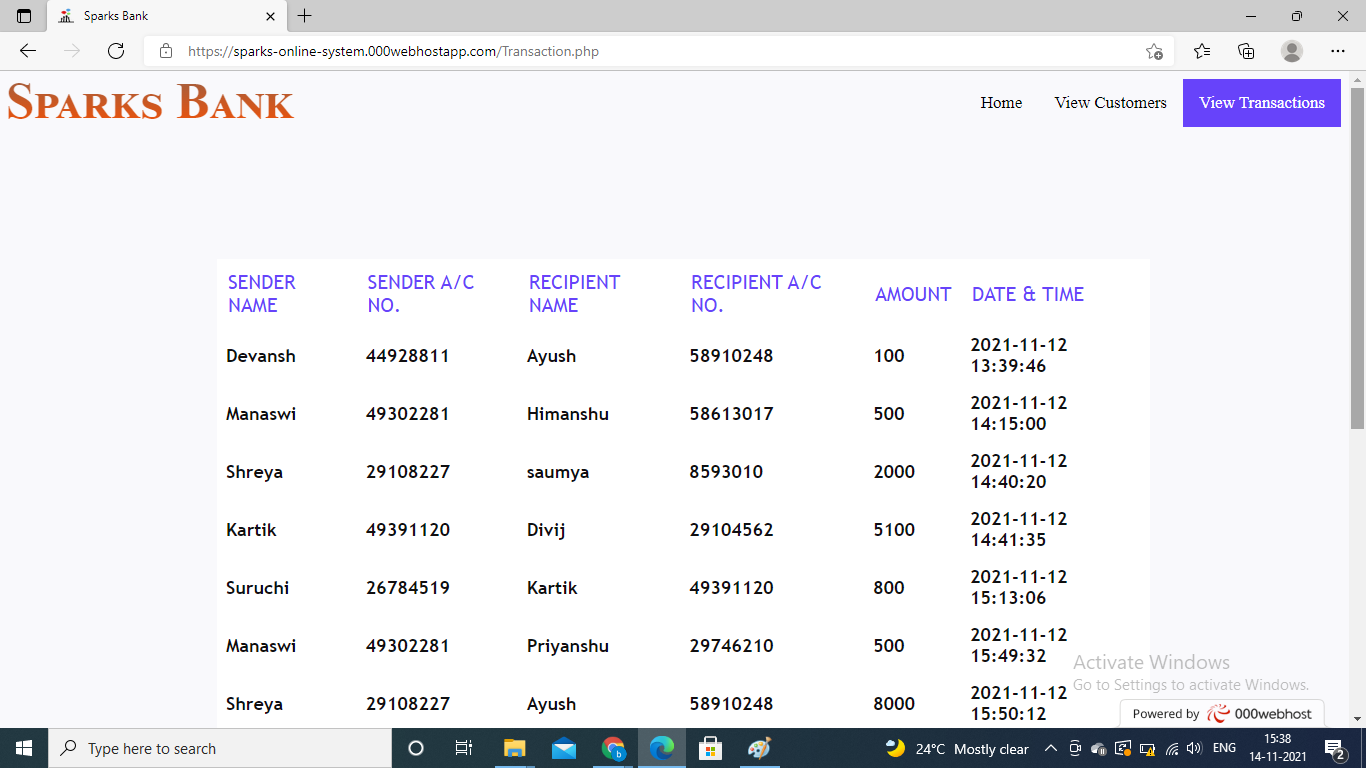 Sparks Bank
https://sparks-online-system.000webhostapp.com/Transaction.php
SPARKS BANK
Home View Customers View Transactions
SENDER NAME SENDER A/C NO. RECIPIENT NAME RECIPIENT A/C NO. AMOUNT DATE & TIME
Devansh 44928811 Ayush 58910248 100 2021-11-12 13:39:46
Manaswi 49302281 Himanshu 58613017 500 2021-11-12 14:15:00
Shreya 29108227 saumya 8593010 2000 2021-11-12 14:40:20
Kartik 49391120 Divij 29104562 5100 2021-11-12 14:41:35
Suruchi 26784519 Kartik 49391120 800 2021-11-12 15:13:06
Manaswi 49302281 Priyanshu 29746210 500 2021-11-12 15:49:32
Shreya 29108227 Ayush 58910248 8000 2021-11-12 15:50:12
Activate Windows
Go to Settings to activate Windows.
Powered by 000webhost
Type here to search
24°C Mostly clear
ENG
15:38
14-11-2021
2